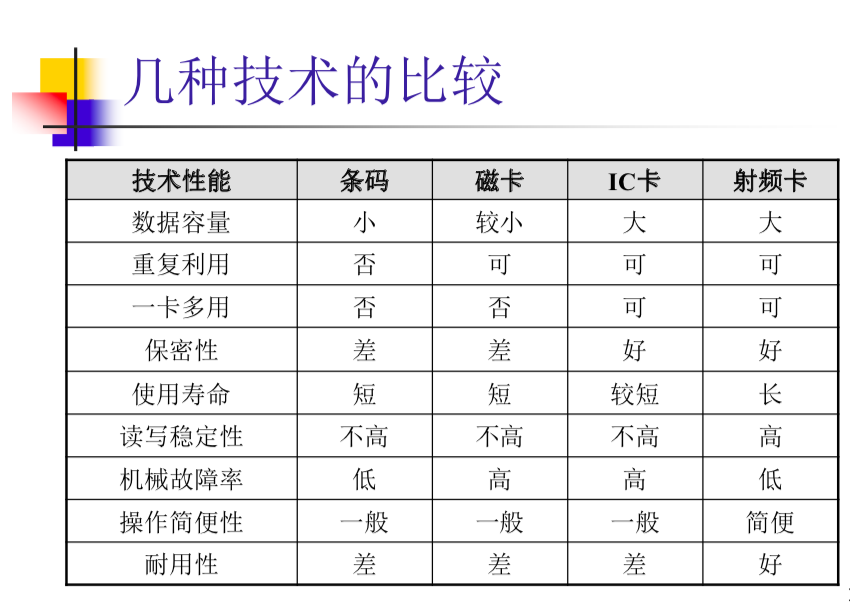 几种技术的比较
技术性能 条码 磁卡 IC卡 射频卡
数据容量 小 较小 大 大
重复利用 否 可 可 可
一卡多用 否 否 可 可
保密性 差 差 好 好
使用寿命 短 短 较短 长
读写稳定性 不高 不高 不高 高
机械故障率 低 高 高 低
操作简便性 一般 一般 一般 简便
耐用性 差 差 差 好